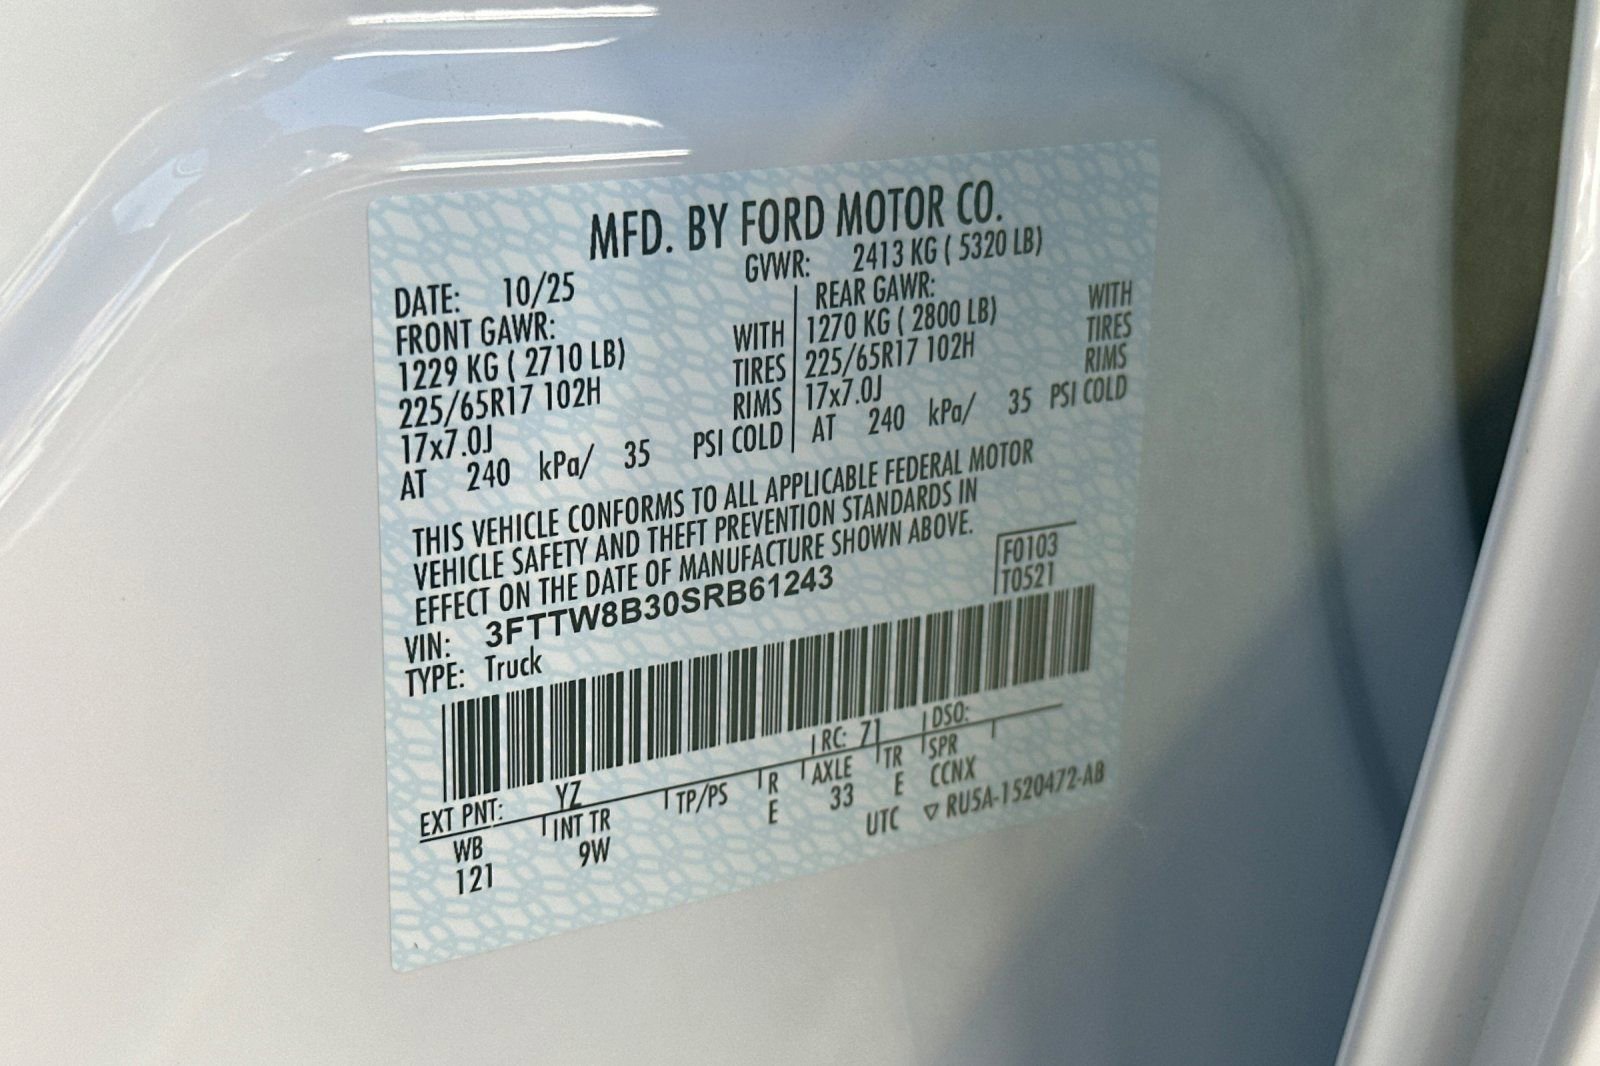 MFD. BY FORD MOTOR CO.
DATE: 10/25 GVWR: 2413 KG ( 5320 LB)
FRONT GAWR: REAR GAWR:
1229 KG ( 2710 LB) WITH 1270 KG ( 2800 LB) WITH
225/65R17 102H TIRES 225/65R17 102H TIRES
17x7.0J RIMS 17x7.0J RIMS
AT 240 kPa/ 35 PSI COLD AT 240 kPa/ 35 PSI COLD
THIS VEHICLE CONFORMS TO ALL APPLICABLE FEDERAL MOTOR
VEHICLE SAFETY AND THEFT PREVENTION STANDARDS IN
EFFECT ON THE DATE OF MANUFACTURE SHOWN ABOVE.
F0103
T0521
VIN: 3FTTW8B30SRB61243
TYPE: Truck
EXT PNT: YZ RC: 71 DSO:
WB INT TR TP/PS R AXLE TR SPR
121 9W E 33 E CCNX
UTC ▽ RU5A-1520472-AB